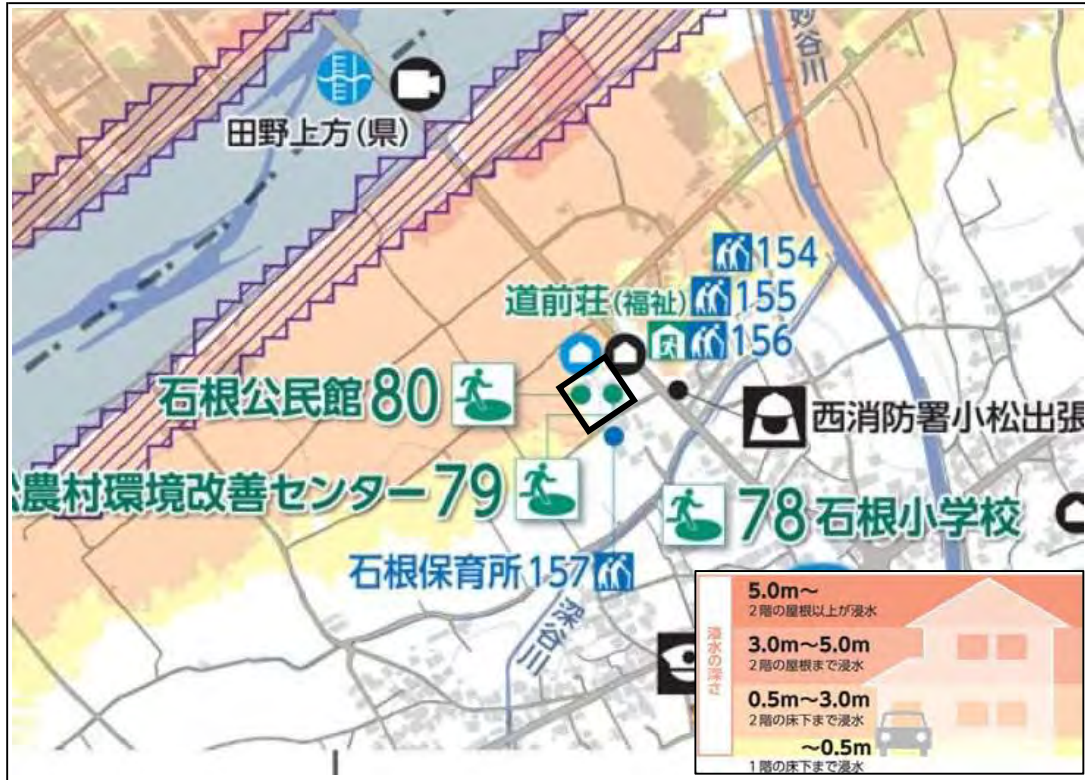 妙谷川
田野上方(県)
154
道前荘(福祉) 155
156
石根公民館 80
西消防署小松出張
農村環境改善センター 79
78 石根小学校
石根保育所 157
深谷川
浸水の深さ
5.0m～
2階の屋根以上が浸水
3.0m～5.0m
2階の屋根まで浸水
0.5m～3.0m
2階の床下まで浸水
～0.5m
1階の床下まで浸水